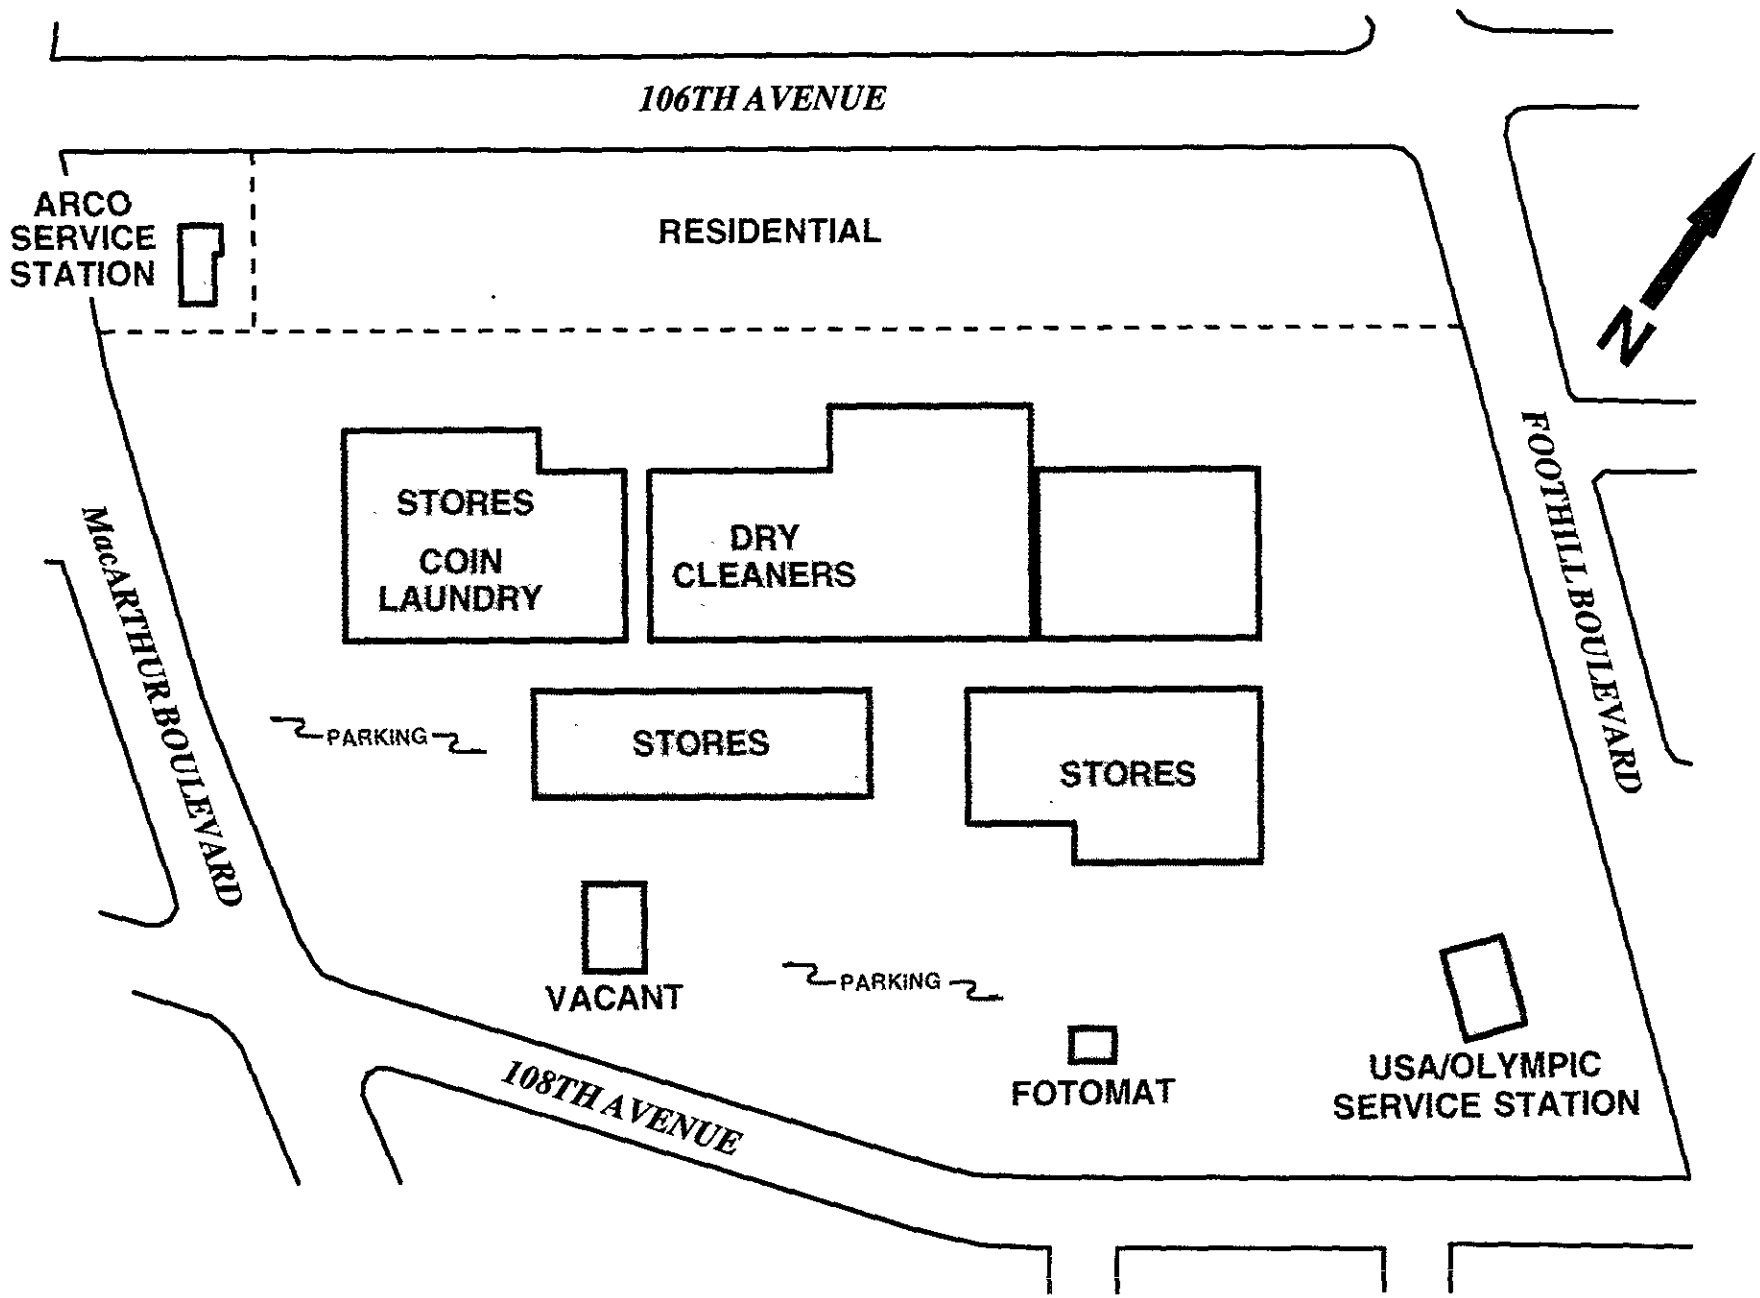 106TH AVENUE
ARCO
SERVICE
STATION
RESIDENTIAL
N
STORES
COIN
LAUNDRY
DRY
CLEANERS
FOOTHILL BOULEVARD
MacARTHUR BOULEVARD
PARKING
STORES
STORES
VACANT
PARKING
FOTOMAT
USA/OLYMPIC
SERVICE STATION
108TH AVENUE